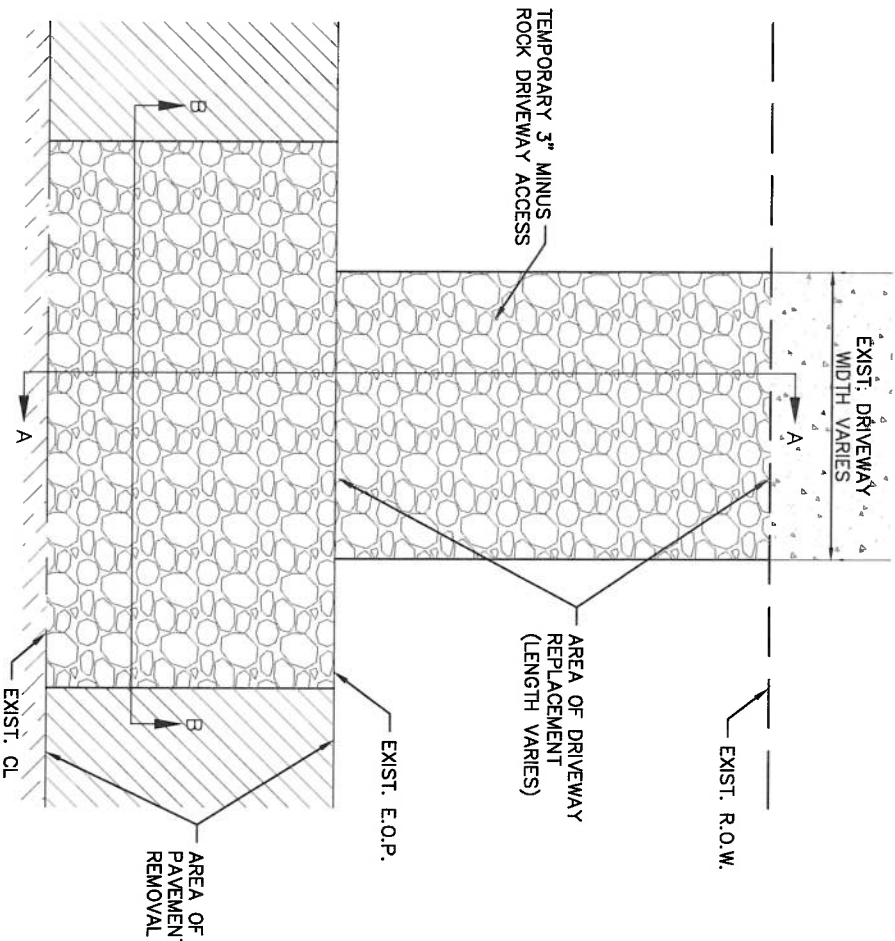 EXIST. DRIVEWAY
WIDTH VARIES
TEMPORARY 3" MINUS
ROCK DRIVEWAY ACCESS
A
A
B
B
AREA OF DRIVEWAY
REPLACEMENT
(LENGTH VARIES)
EXIST. R.O.W.
EXIST. E.O.P.
EXIST. CL
AREA OF
PAVEMEN
REMOVAL